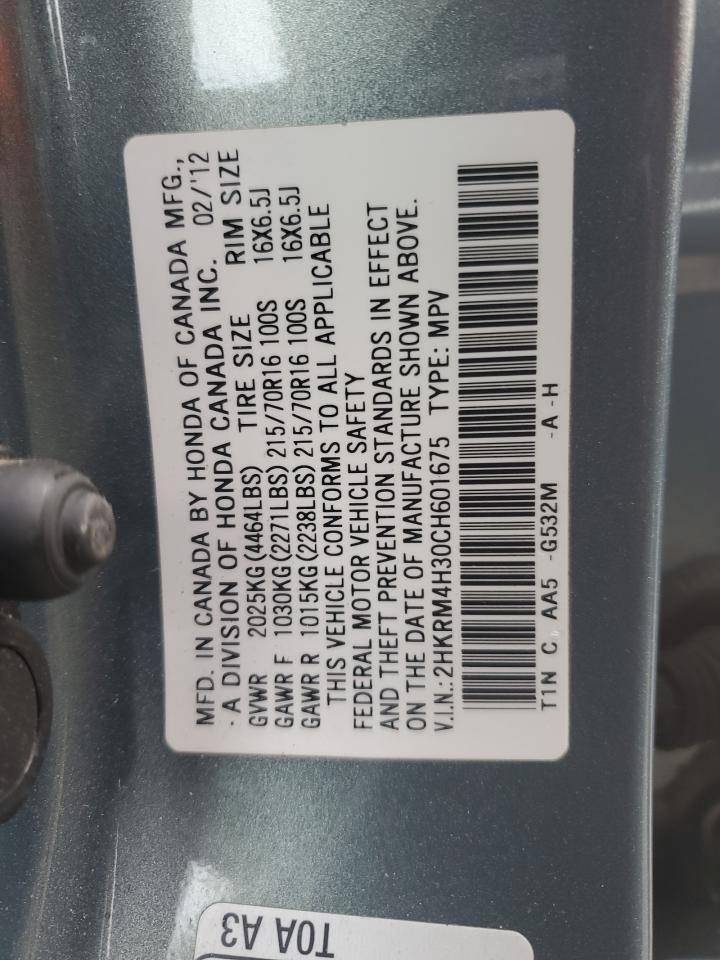 MFD. IN CANADA BY HONDA OF CANADA MFG.,
· A DIVISION OF HONDA CANADA INC. 02/'12
GVWR 2025KG(4464LBS) TIRE SIZE RIM SIZE
GAWR F 1030KG(2271LBS) 215/70R16 100S 16X6.5J
GAWR R 1015KG(2238LBS) 215/70R16 100S 16X6.5J
THIS VEHICLE CONFORMS TO ALL APPLICABLE
FEDERAL MOTOR VEHICLE SAFETY
AND THEFT PREVENTION STANDARDS IN EFFECT
ON THE DATE OF MANUFACTURE SHOWN ABOVE.
V.I.N.:2HKRM4H30CH601675 TYPE: MPV
T1N C AA5 -G532M -A -H
T0A A3